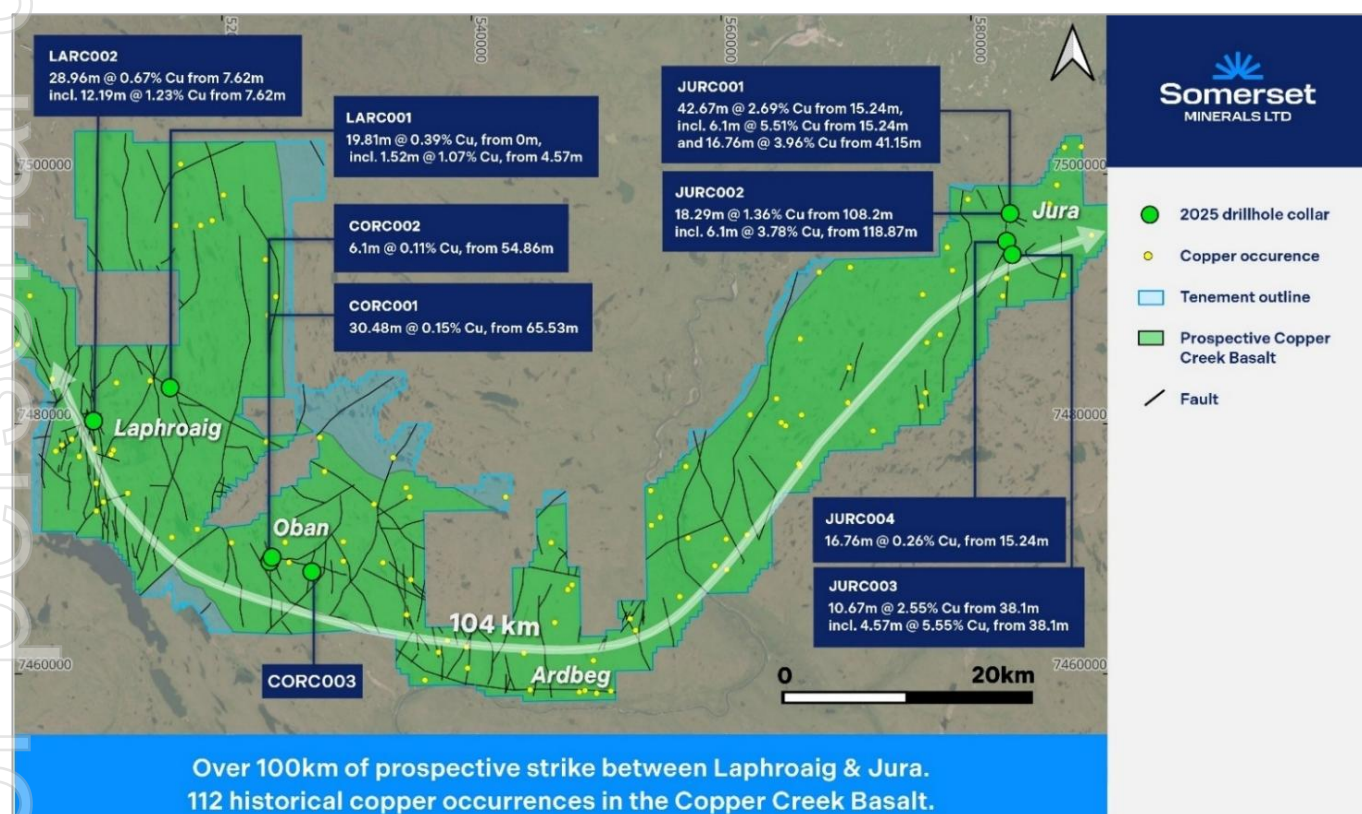 520
540000
560000
580000
LARC002
28.96m @ 0.67% Cu from 7.62m
incl. 12.19m @ 1.23% Cu from 7.62m
LARC001
19.81m @ 0.39% Cu, from 0m,
incl. 1.52m @ 1.07% Cu, from 4.57m
CORC002
6.1m @ 0.11% Cu, from 54.86m
CORC001
30.48m @ 0.15% Cu, from 65.53m
JURC001
42.67m @ 2.69% Cu from 15.24m,
incl. 6.1m @ 5.51% Cu from 15.24m
and 16.76m @ 3.96% Cu from 41.15m
JURC002
18.29m @ 1.36% Cu from 108.2m
incl. 6.1m @ 3.78% Cu, from 118.87m
7500000
7500000
Jura
7480000
7480000
Laphroaig
Oban
JURC004
16.76m @ 0.26% Cu, from 15.24m
JURC003
10.67m @ 2.55% Cu from 38.1m
incl. 4.57m @ 5.55% Cu, from 38.1m
104 km
7460000
7460000
CORC003
Ardbeg
0 20km
Somerset
MINERALS LTD
2025 drillhole collar
Copper occurence
Tenement outline
Prospective Copper
Creek Basalt
Fault
Over 100km of prospective strike between Laphroaig & Jura.
112 historical copper occurrences in the Copper Creek Basalt.